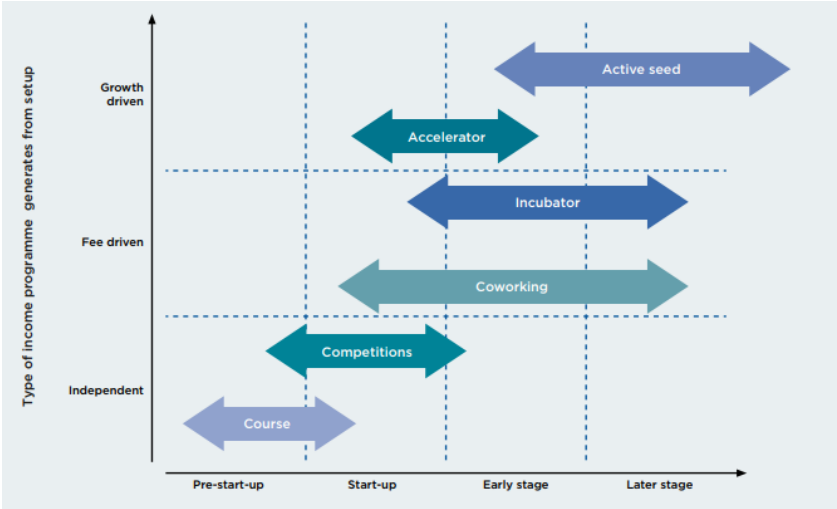 Type of income programme generates from setup
Growth
driven
Fee driven
Independent
Active seed
Accelerator
Incubator
Coworking
Competitions
Course
Pre-start-up
Start-up
Early stage
Later stage